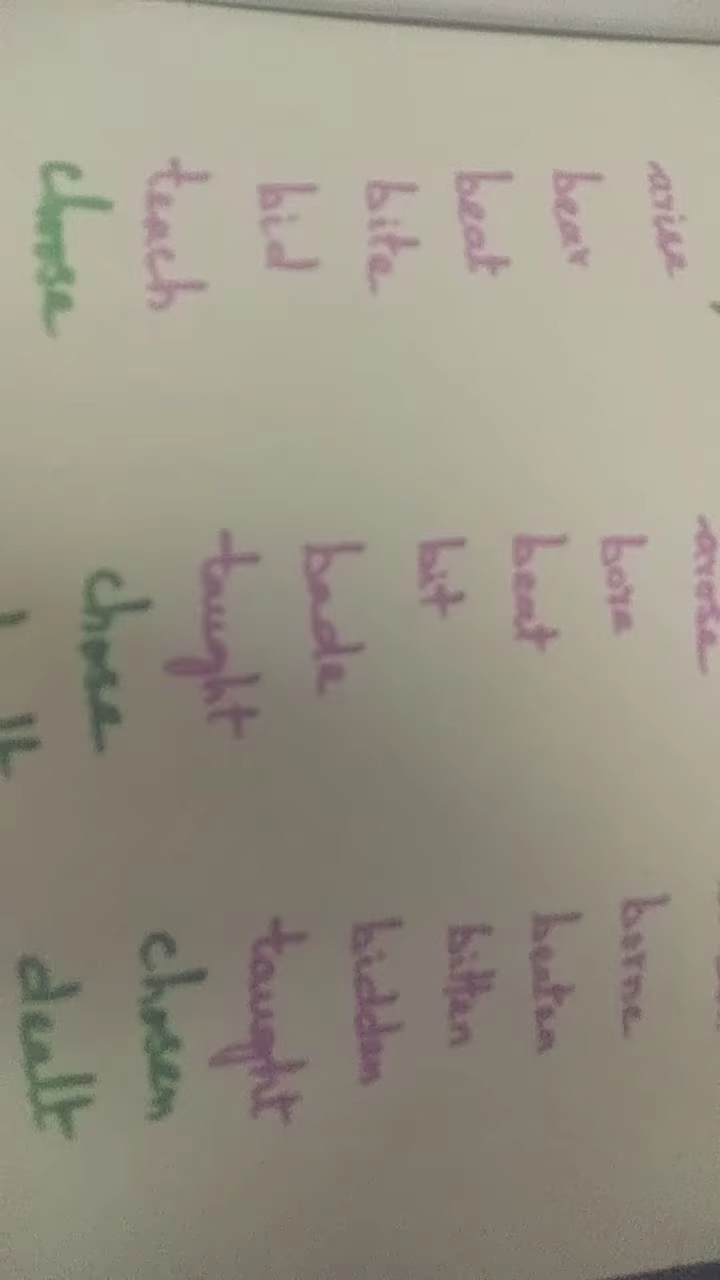 arise arose
bear bore borne
beat beat beaten
bite bit bitten
bid bade bidden
teach taught taught
choose chose chosen
dealt